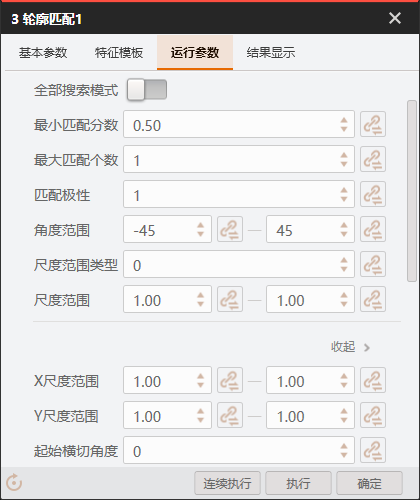 3 轮廓匹配1
基本参数 特征模板 运行参数 结果显示
全部搜索模式
最小匹配分数 0.50
最大匹配个数 1
匹配极性 1
角度范围 -45 — 45
尺度范围类型 0
尺度范围 1.00 — 1.00
收起
X尺度范围 1.00 — 1.00
Y尺度范围 1.00 — 1.00
起始横切角度 0
连续执行 执行 确定